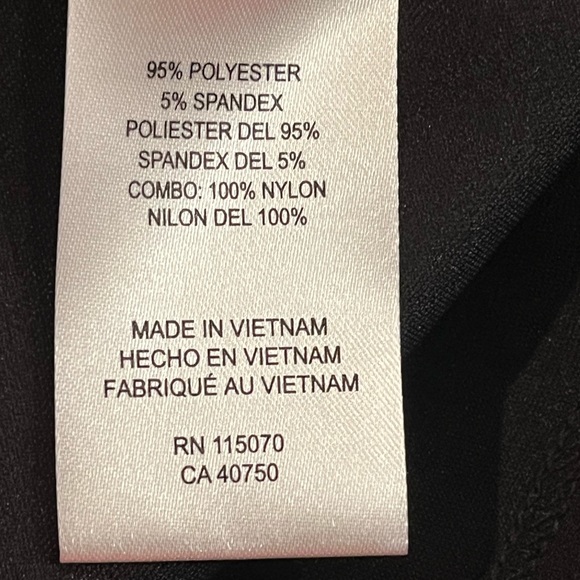 95% POLYESTER
5% SPANDEX
POLIESTER DEL 95%
SPANDEX DEL 5%
COMBO: 100% NYLON
NILON DEL 100%
MADE IN VIETNAM
HECHO EN VIETNAM
FABRIQUÉ AU VIETNAM
RN 115070
CA 40750